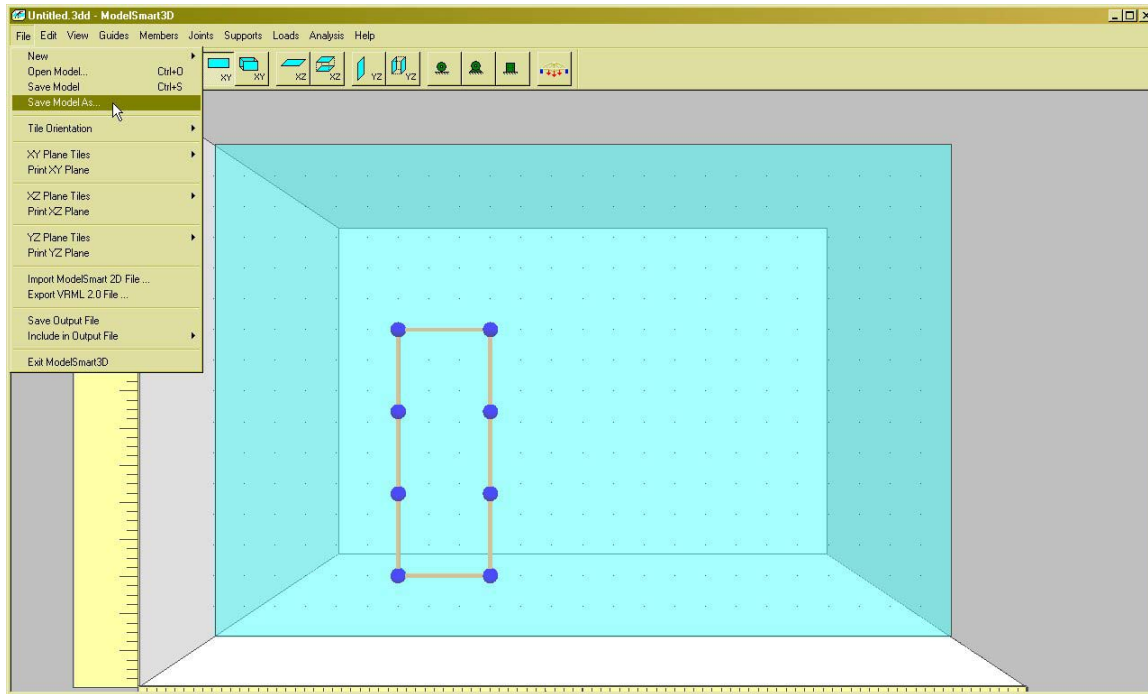 Untitled.3dd - ModelSmart3D
File Edit View Guides Members Joints Supports Loads Analysis Help
XY XY XZ XZ YZ YZ
New
Open Model... Ctrl+O
Save Model Ctrl+S
Save Model As...
Tile Orientation
XY Plane Tiles
Print XY Plane
XZ Plane Tiles
Print XZ Plane
YZ Plane Tiles
Print YZ Plane
Import ModelSmart 2D File ...
Export VRML 2.0 File ...
Save Output File
Include in Output File
Exit ModelSmart3D